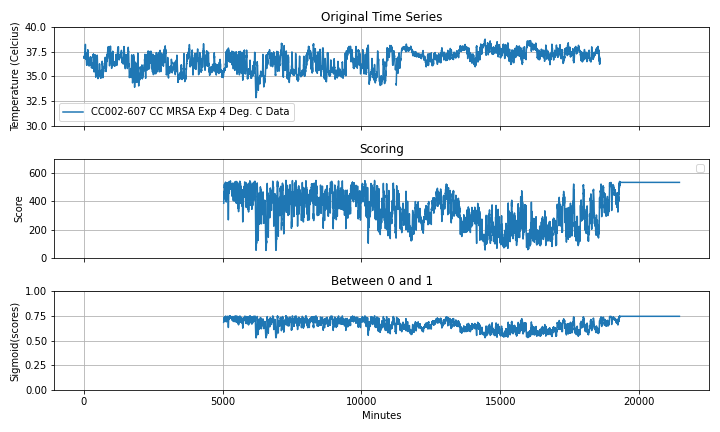 Original Time Series
40.0
37.5
35.0
32.5
30.0
Temperature (Celcius)
CC002-607 CC MRSA Exp 4 Deg. C Data
Scoring
600
400
200
0
Score
Between 0 and 1
1.00
0.75
0.50
0.25
0.00
Sigmoid(scores)
0 5000 10000 15000 20000
Minutes